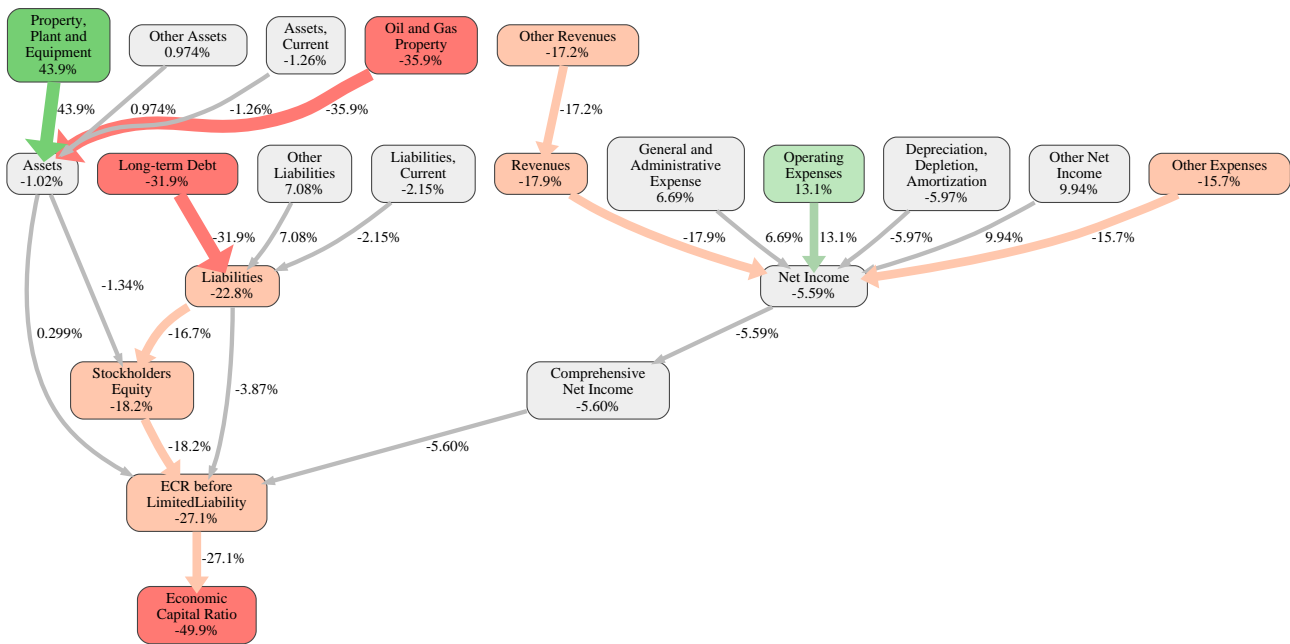 Property,
Plant and
Equipment
43.9%
Other Assets
0.974%
Assets,
Current
-1.26%
Oil and Gas
Property
-35.9%
Other Revenues
-17.2%
43.9%
0.974%
-1.26%
-35.9%
-17.2%
Assets
-1.02%
Long-term Debt
-31.9%
Other
Liabilities
7.08%
Liabilities,
Current
-2.15%
Revenues
-17.9%
General and
Administrative
Expense
6.69%
Operating
Expenses
13.1%
Depreciation,
Depletion,
Amortization
-5.97%
Other Net
Income
9.94%
Other Expenses
-15.7%
-31.9%
7.08%
-2.15%
-17.9%
6.69%
13.1%
-5.97%
9.94%
-15.7%
Liabilities
-22.8%
Net Income
-5.59%
-1.34%
0.299%
-16.7%
-5.59%
Stockholders
Equity
-18.2%
-3.87%
Comprehensive
Net Income
-5.60%
-18.2%
-5.60%
ECR before
LimitedLiability
-27.1%
-27.1%
Economic
Capital Ratio
-49.9%